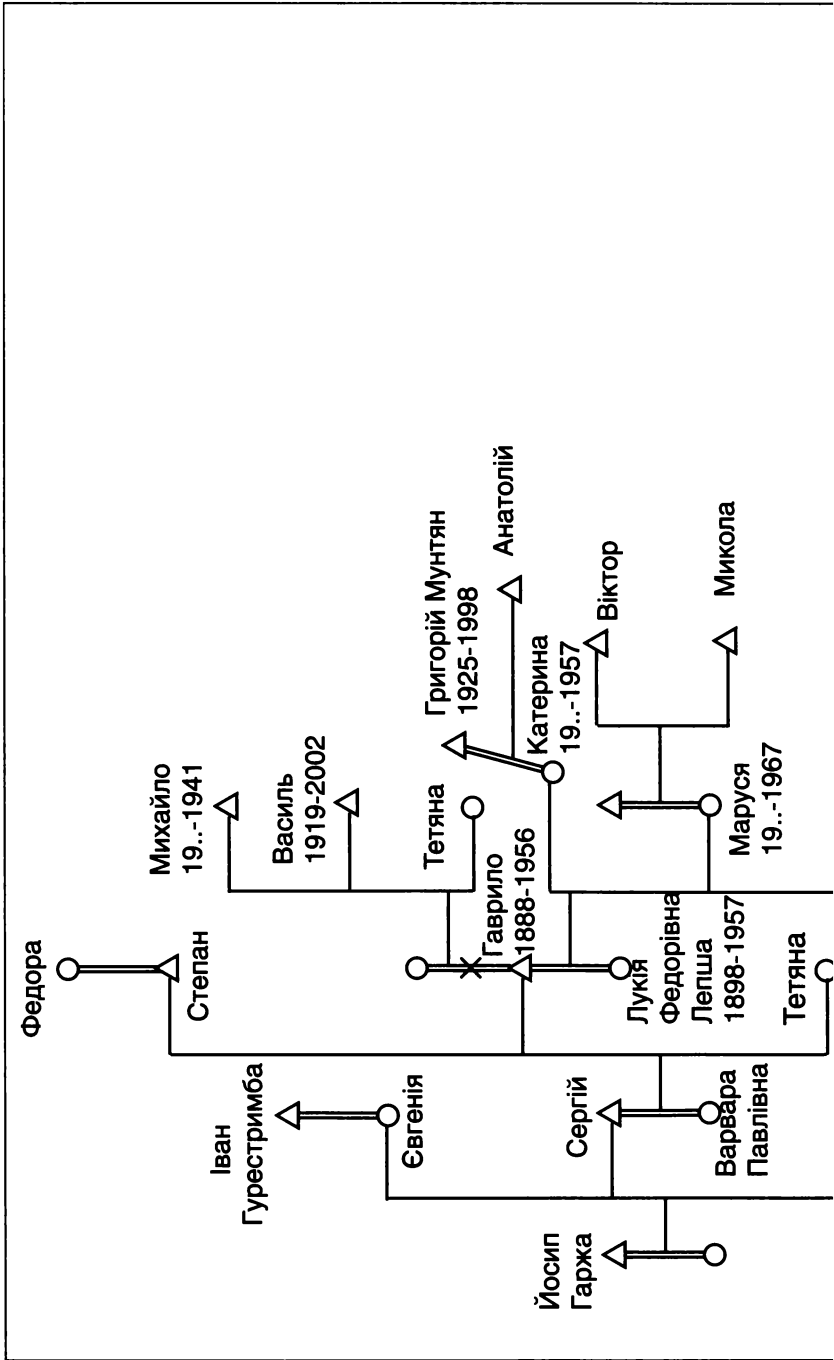 Федора
Степан
Михайло
19..-1941
Василь
1919-2002
Тетяна
Григорій Мунтян
1925-1998
Анатолій
Іван
Гурестримба
Євгенія
Гаврило
1888-1956
Катерина
19..-1957
Віктор
Микола
Маруся
19..-1967
Лукія
Федорівна
Лепша
1898-1957
Тетяна
Сергій
Варвара
Павлівна
Йосип
Гаржа